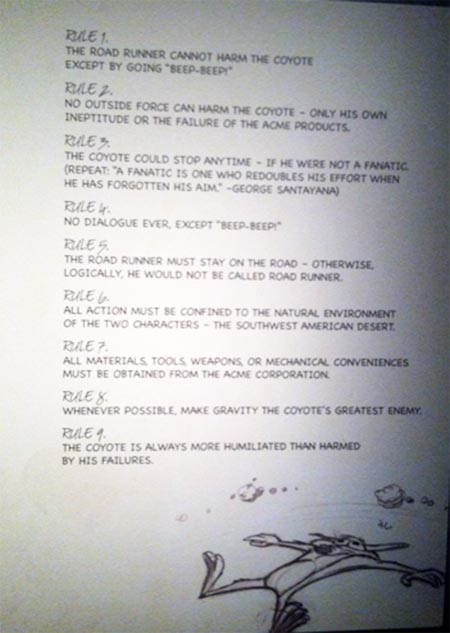 RULE 1.
THE ROAD RUNNER CANNOT HARM THE COYOTE
EXCEPT BY GOING "BEEP-BEEP!"
RULE 2.
NO OUTSIDE FORCE CAN HARM THE COYOTE - ONLY HIS OWN
INEPTITUDE OR THE FAILURE OF THE ACME PRODUCTS.
RULE 3.
THE COYOTE COULD STOP ANYTIME - IF HE WERE NOT A FANATIC.
(REPEAT: "A FANATIC IS ONE WHO REDOUBLES HIS EFFORT WHEN
HE HAS FORGOTTEN HIS AIM." -GEORGE SANTAYANA)
RULE 4.
NO DIALOGUE EVER, EXCEPT "BEEP-BEEP!"
RULE 5.
THE ROAD RUNNER MUST STAY ON THE ROAD - OTHERWISE,
LOGICALLY, HE WOULD NOT BE CALLED ROAD RUNNER.
RULE 6.
ALL ACTION MUST BE CONFINED TO THE NATURAL ENVIRONMENT
OF THE TWO CHARACTERS - THE SOUTHWEST AMERICAN DESERT.
RULE 7.
ALL MATERIALS, TOOLS, WEAPONS, OR MECHANICAL CONVENIENCES
MUST BE OBTAINED FROM THE ACME CORPORATION.
RULE 8.
WHENEVER POSSIBLE, MAKE GRAVITY THE COYOTE'S GREATEST ENEMY.
RULE 9.
THE COYOTE IS ALWAYS MORE HUMILIATED THAN HARMED
BY HIS FAILURES.